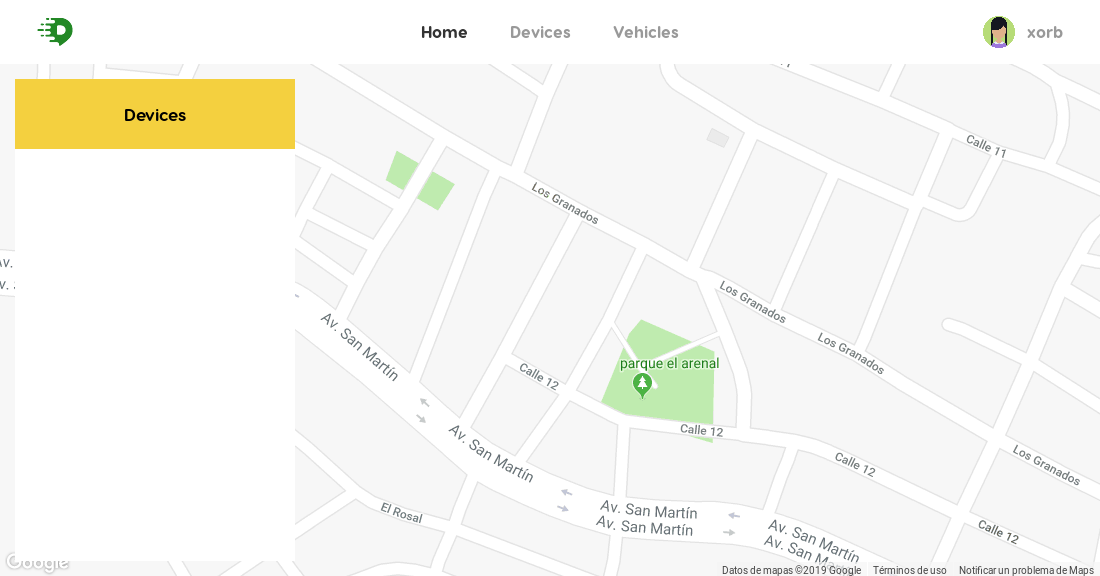 Home Devices Vehicles xorb
Devices
Calle 11
Los Granados
Av.
Los Granados
Los Granados
Av. San Martín
parque el arenal
Calle 12
Calle 12
Av. San Martín
Calle 12
Los Granados
El Rosal
Av. San Martín
Av. San Martín
Av. San Martín
Av. San Ma
Calle 12
Google
Datos de mapas ©2019 Google Términos de uso Notificar un problema de Maps